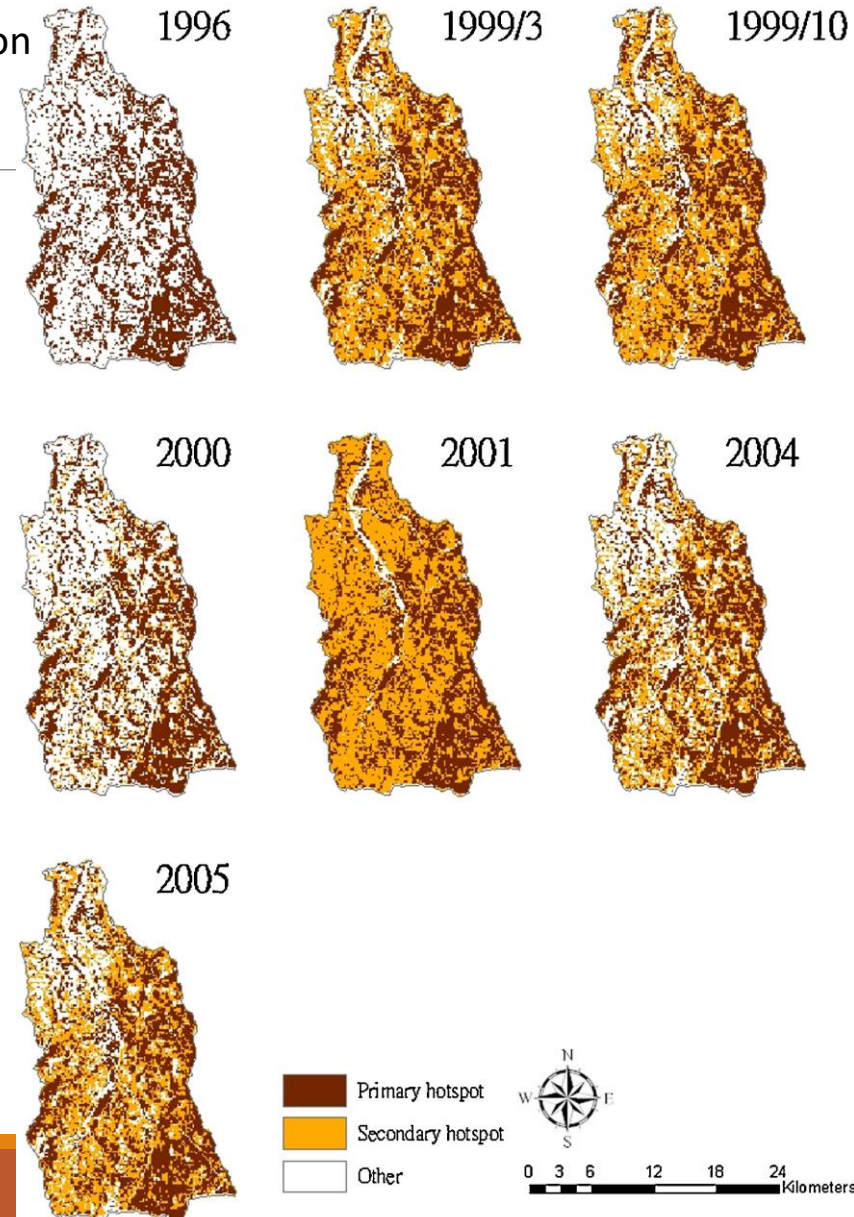 on
1996
1999/3
1999/10
2000
2001
2004
2005
Primary hotspot
Secondary hotspot
Other
N
W
E
S
0 3 6 12 18 24
Kilometers